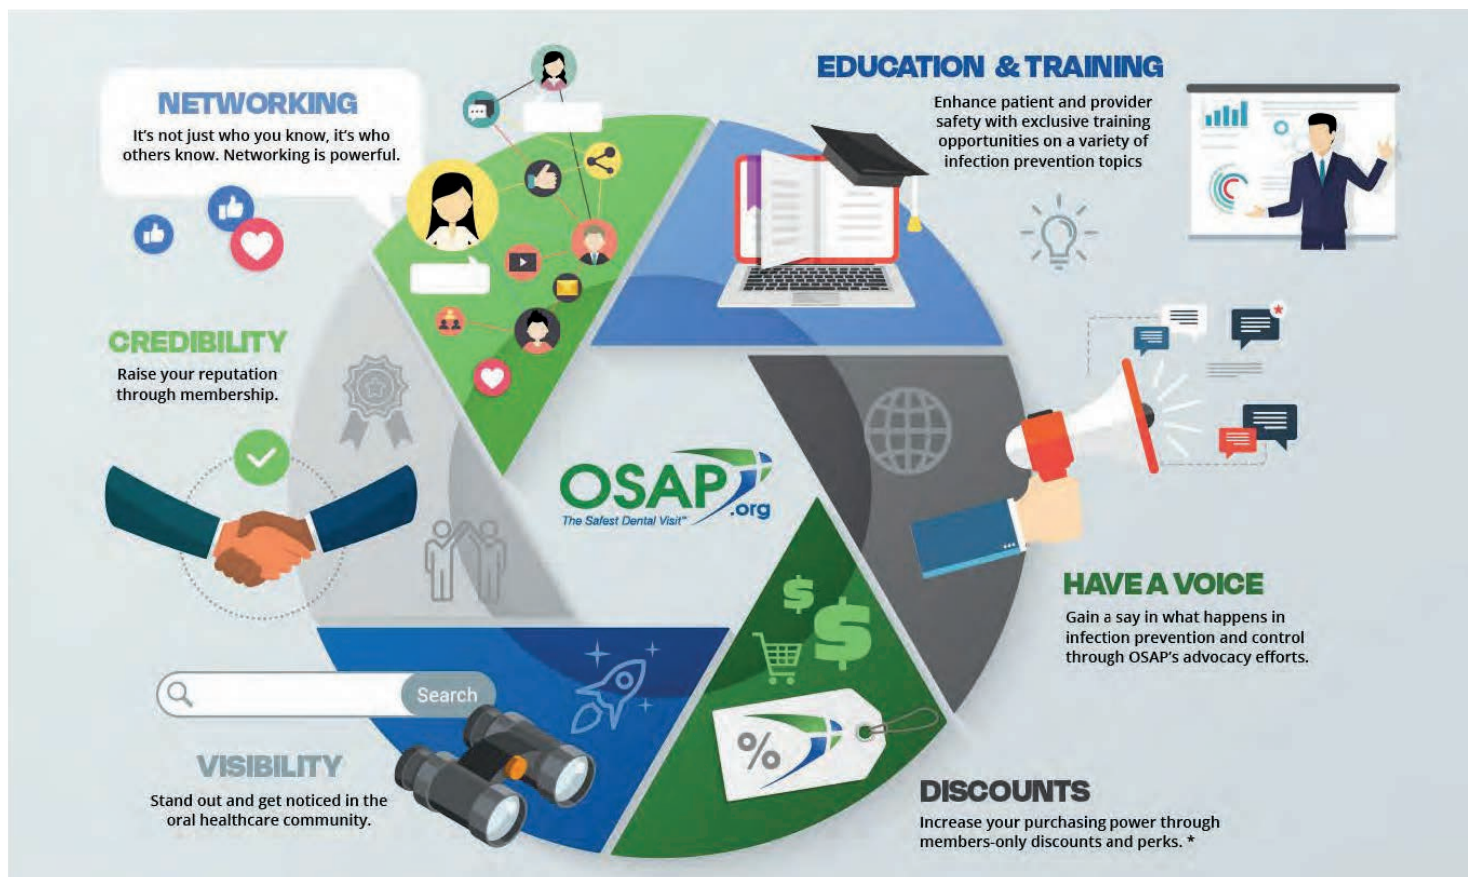 NETWORKING
It's not just who you know, it's who
others know. Networking is powerful.
EDUCATION & TRAINING
Enhance patient and provider
safety with exclusive training
opportunities on a variety of
infection prevention topics
CREDIBILITY
Raise your reputation
through membership.
OSAP
.org
The Safest Dental Visit™
HAVE A VOICE
Gain a say in what happens in
infection prevention and control
through OSAP's advocacy efforts.
Search
VISIBILITY
Stand out and get noticed in the
oral healthcare community.
%
DISCOUNTS
Increase your purchasing power through
members-only discounts and perks. *